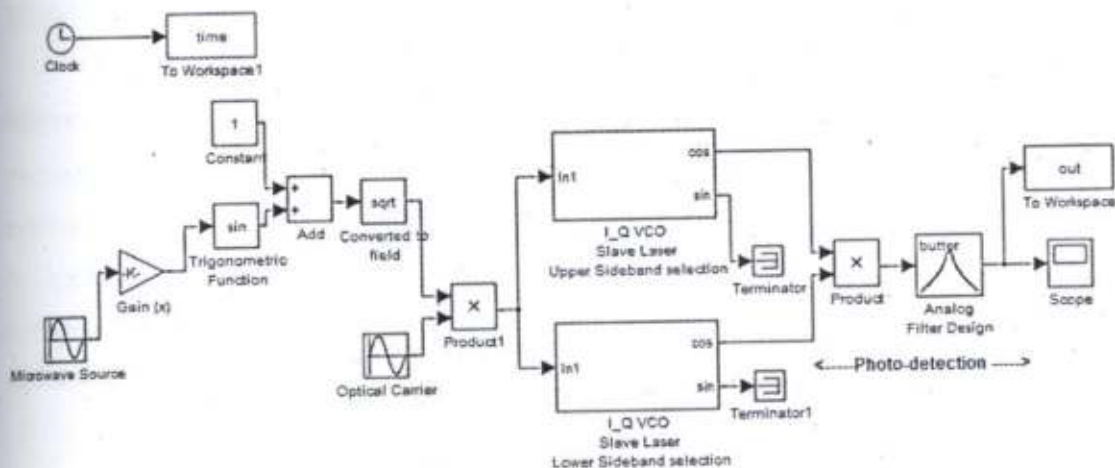 time
Clock
To Workspace1
1
Constant
sin
Trigonometric
Function
-K-
Gain (x)
Microwave Source
+
+
Add
sqrt
Converted to
field
×
Product1
Optical Carrier
In1
cos
sin
I_Q VCO
Slave Laser
Upper Sideband selection
Terminator
In1
cos
sin
I_Q VCO
Slave Laser
Lower Sideband selection
Terminator1
×
Product
butter
Analog
Filter Design
out
To Workspace
Scope
<-----Photo-detection ----->